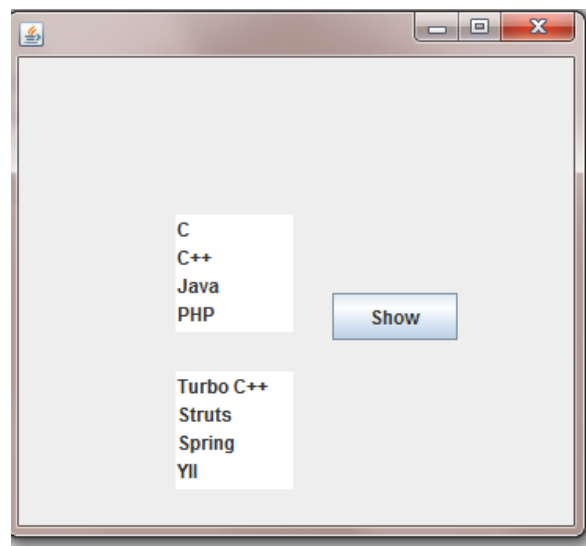 C
C++
Java
PHP
Show
Turbo C++
Struts
Spring
YII